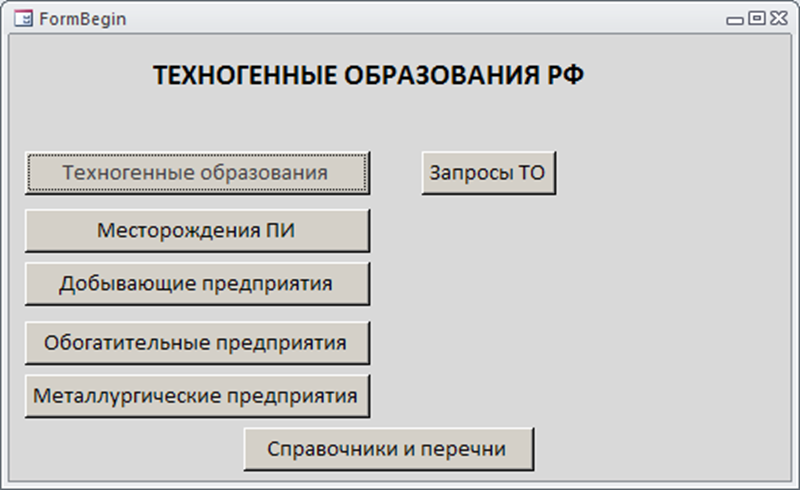 FormBegin
ТЕХНОГЕННЫЕ ОБРАЗОВАНИЯ РФ
Техногенные образования
Запросы ТО
Месторождения ПИ
Добывающие предприятия
Обогатительные предприятия
Металлургические предприятия
Справочники и перечни